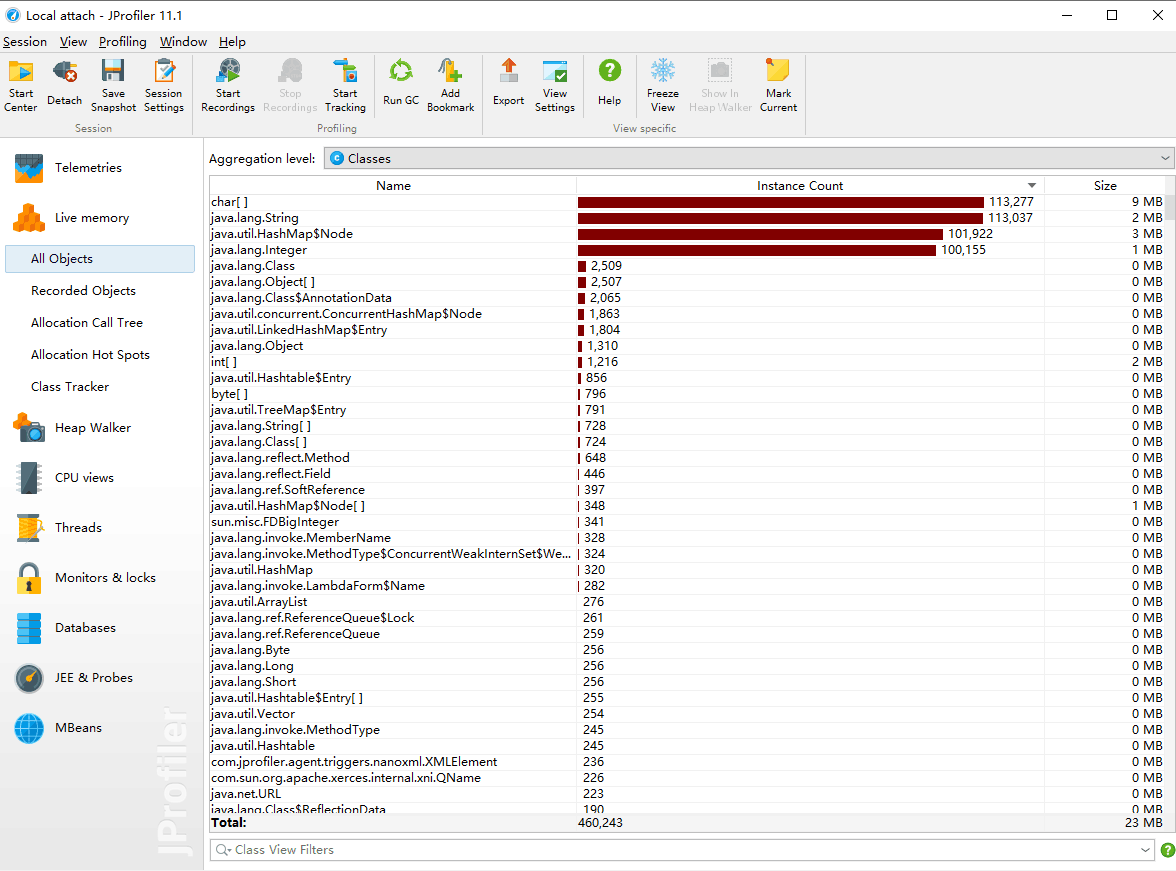 Local attach - JProfiler 11.1
Session View Profiling Window Help
Start Center
Detach
Save Snapshot
Session Settings
Start Recordings
Stop Recordings
Start Tracking
Run GC
Add Bookmark
Export
View Settings
Help
Freeze View
Show In Heap Walker
Mark Current
Session
Profiling
View specific
Telemetries
Live memory
All Objects
Recorded Objects
Allocation Call Tree
Allocation Hot Spots
Class Tracker
Heap Walker
CPU views
Threads
Monitors & locks
Databases
JEE & Probes
MBeans
JProfiler
Aggregation level: Classes
Name Instance Count Size
char[ ] 113,277 9 MB
java.lang.String 113,037 2 MB
java.util.HashMap$Node 101,922 3 MB
java.lang.Integer 100,155 1 MB
java.lang.Class 2,509 0 MB
java.lang.Object[ ] 2,507 0 MB
java.lang.Class$AnnotationData 2,065 0 MB
java.util.concurrent.ConcurrentHashMap$Node 1,863 0 MB
java.util.LinkedHashMap$Entry 1,804 0 MB
java.lang.Object 1,310 0 MB
int[ ] 1,216 2 MB
java.util.Hashtable$Entry 856 0 MB
byte[ ] 796 0 MB
java.util.TreeMap$Entry 791 0 MB
java.lang.String[ ] 728 0 MB
java.lang.Class[ ] 724 0 MB
java.lang.reflect.Method 648 0 MB
java.lang.reflect.Field 446 0 MB
java.lang.ref.SoftReference 397 0 MB
java.util.HashMap$Node[ ] 348 1 MB
sun.misc.FDBigInteger 341 0 MB
java.lang.invoke.MemberName 328 0 MB
java.lang.invoke.MethodType$ConcurrentWeakInternSet$We... 324 0 MB
java.util.HashMap 320 0 MB
java.lang.invoke.LambdaForm$Name 282 0 MB
java.util.ArrayList 276 0 MB
java.lang.ref.ReferenceQueue$Lock 261 0 MB
java.lang.ref.ReferenceQueue 259 0 MB
java.lang.Byte 256 0 MB
java.lang.Long 256 0 MB
java.lang.Short 256 0 MB
java.util.Hashtable$Entry[ ] 255 0 MB
java.util.Vector 254 0 MB
java.lang.invoke.MethodType 245 0 MB
java.util.Hashtable 245 0 MB
com.jprofiler.agent.triggers.nanoxml.XMLElement 236 0 MB
com.sun.org.apache.xerces.internal.xni.QName 226 0 MB
java.net.URL 223 0 MB
java.lang.Class$ReflectionData 190 0 MB
Total: 460,243 23 MB
Class View Filters